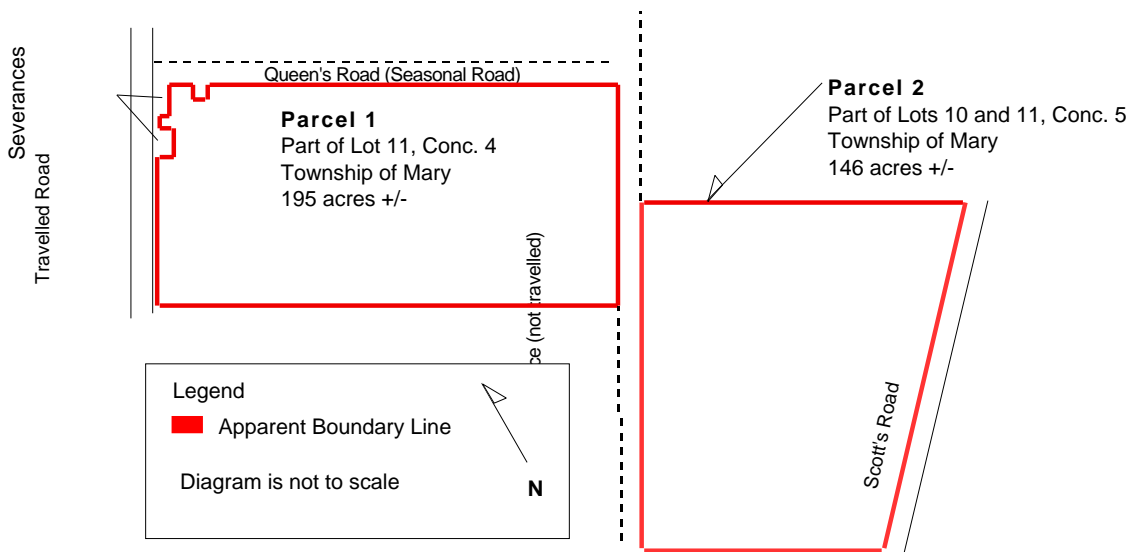 Severances
Travelled Road
Queen's Road (Seasonal Road)
Parcel 1
Part of Lot 11, Conc. 4
Township of Mary
195 acres +/-
Parcel 2
Part of Lots 10 and 11, Conc. 5
Township of Mary
146 acres +/-
(not travelled)
Scott's Road
Legend
Apparent Boundary Line
Diagram is not to scale
N